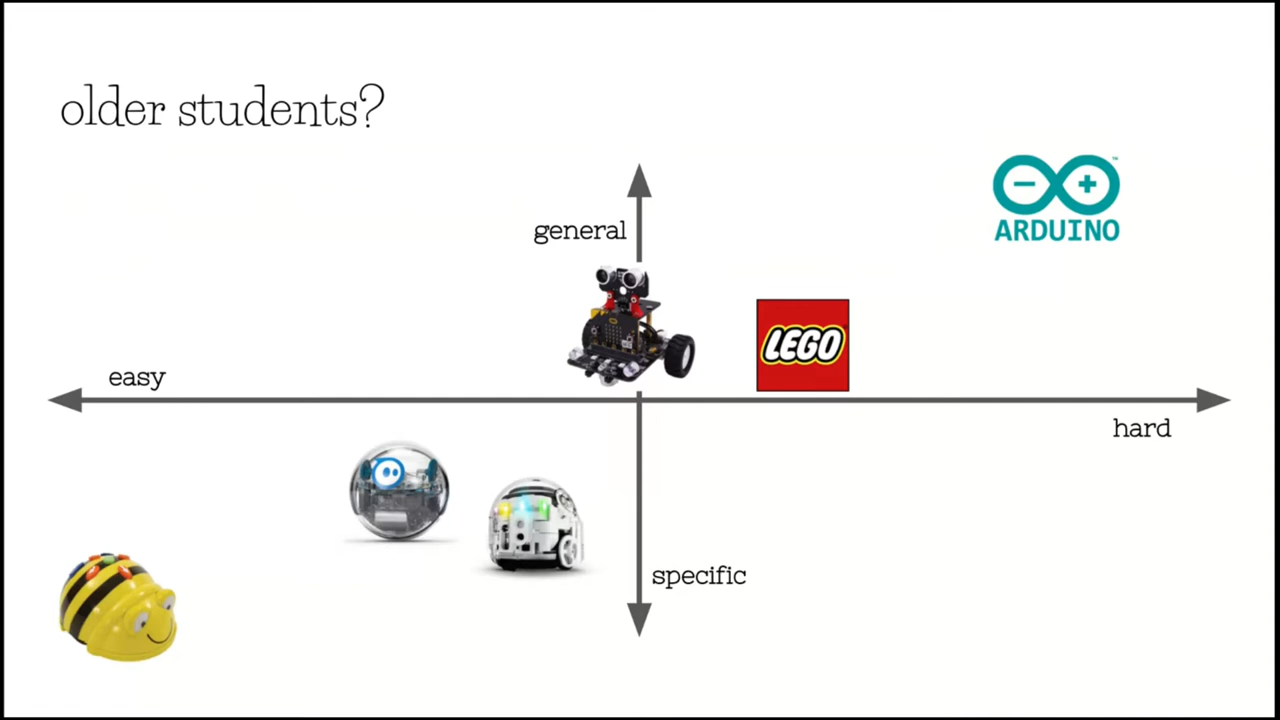 older students?
ARDUINO
general
LEGO
easy
hard
specific